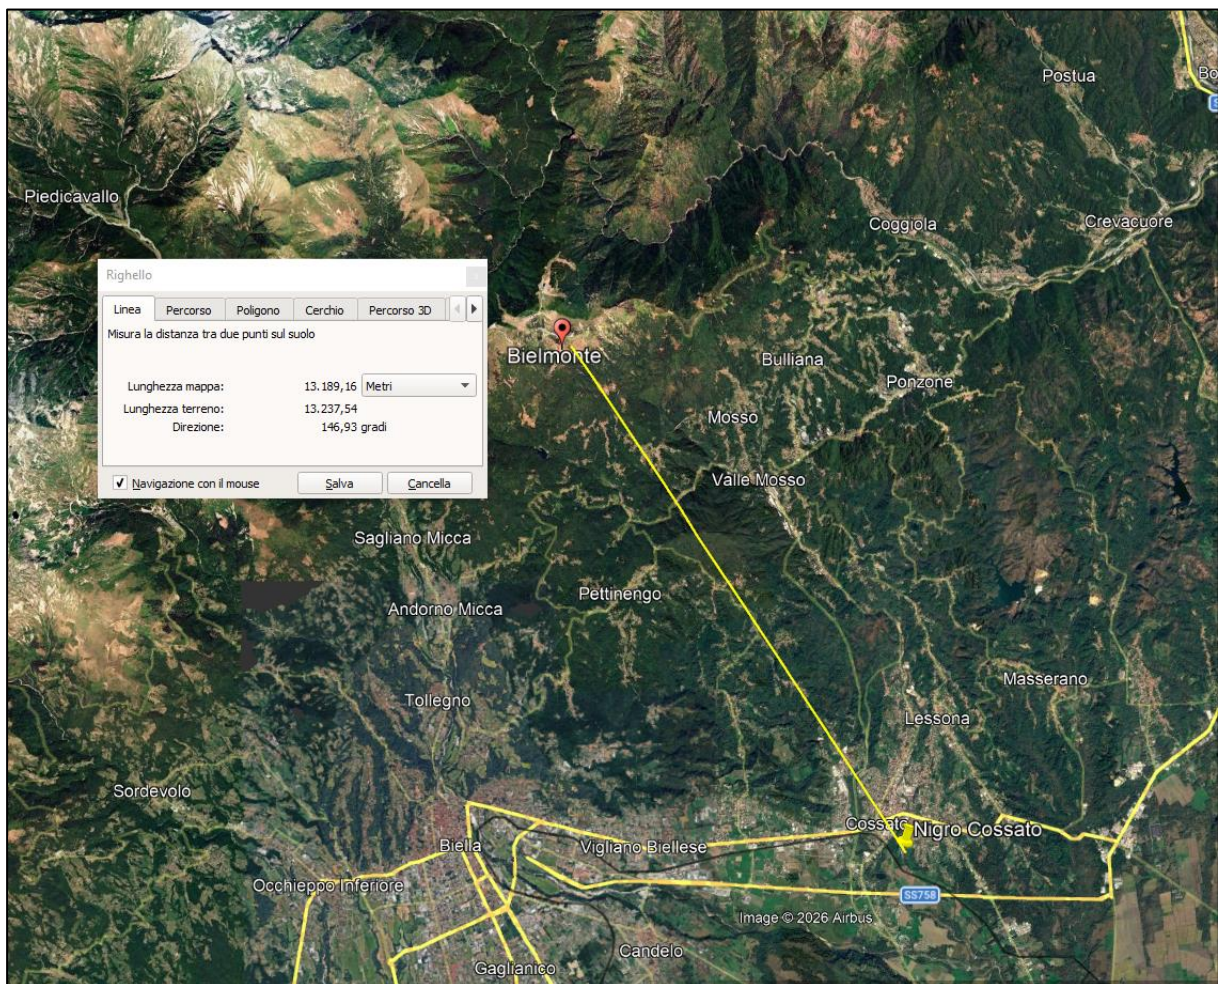 Postua
Bo
S
Piedicavallo
Coggiola
Crevacuore
Righello
Linea
Percorso
Poligono
Cerchio
Percorso 3D
Misura la distanza tra due punti sul suolo
Lunghezza mappa: 13.189,16 Metri
Lunghezza terreno: 13.237,54
Direzione: 146,93 gradi
Navigazione con il mouse
Salva
Cancella
Bielmonte
Bulliana
Ponzone
Mosso
Valle Mosso
Sagliano Micca
Pettinengo
Andorno Micca
Masserano
Tollegno
Lessona
Sordevolo
Cossato
Nigro Cossato
Biella
Vigliano Biellese
Occhieppo Inferiore
SS758
Image © 2026 Airbus
Candelo
Gaglianico